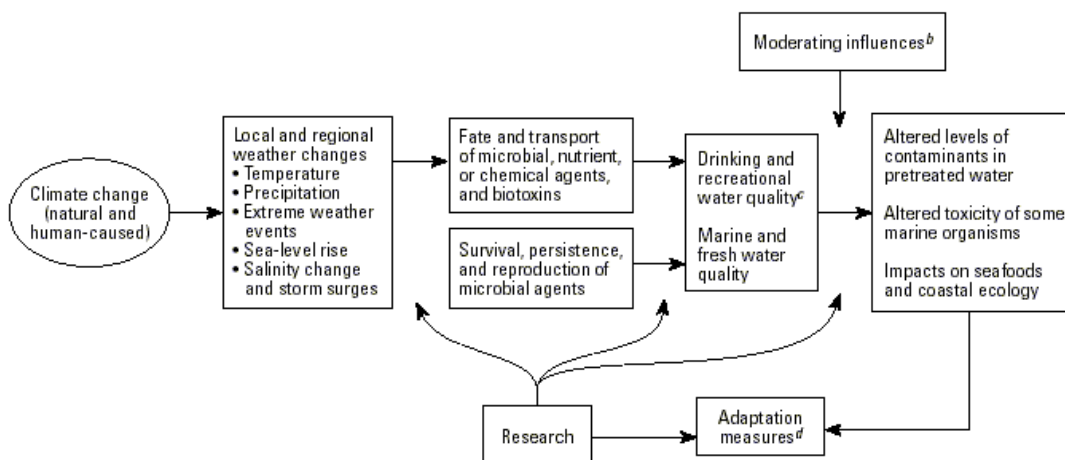 Moderating influencesb
Climate change
(natural and
human-caused)
Local and regional
weather changes
• Temperature
• Precipitation
• Extreme weather
events
• Sea-level rise
• Salinity change
and storm surges
Fate and transport
of microbial, nutrient,
or chemical agents,
and biotoxins
Survival, persistence,
and reproduction of
microbial agents
Drinking and
recreational
water qualityc
Marine and
fresh water
quality
Altered levels of
contaminants in
pretreated water
Altered toxicity of some
marine organisms
Impacts on seafoods
and coastal ecology
Research
Adaptation
measuresd